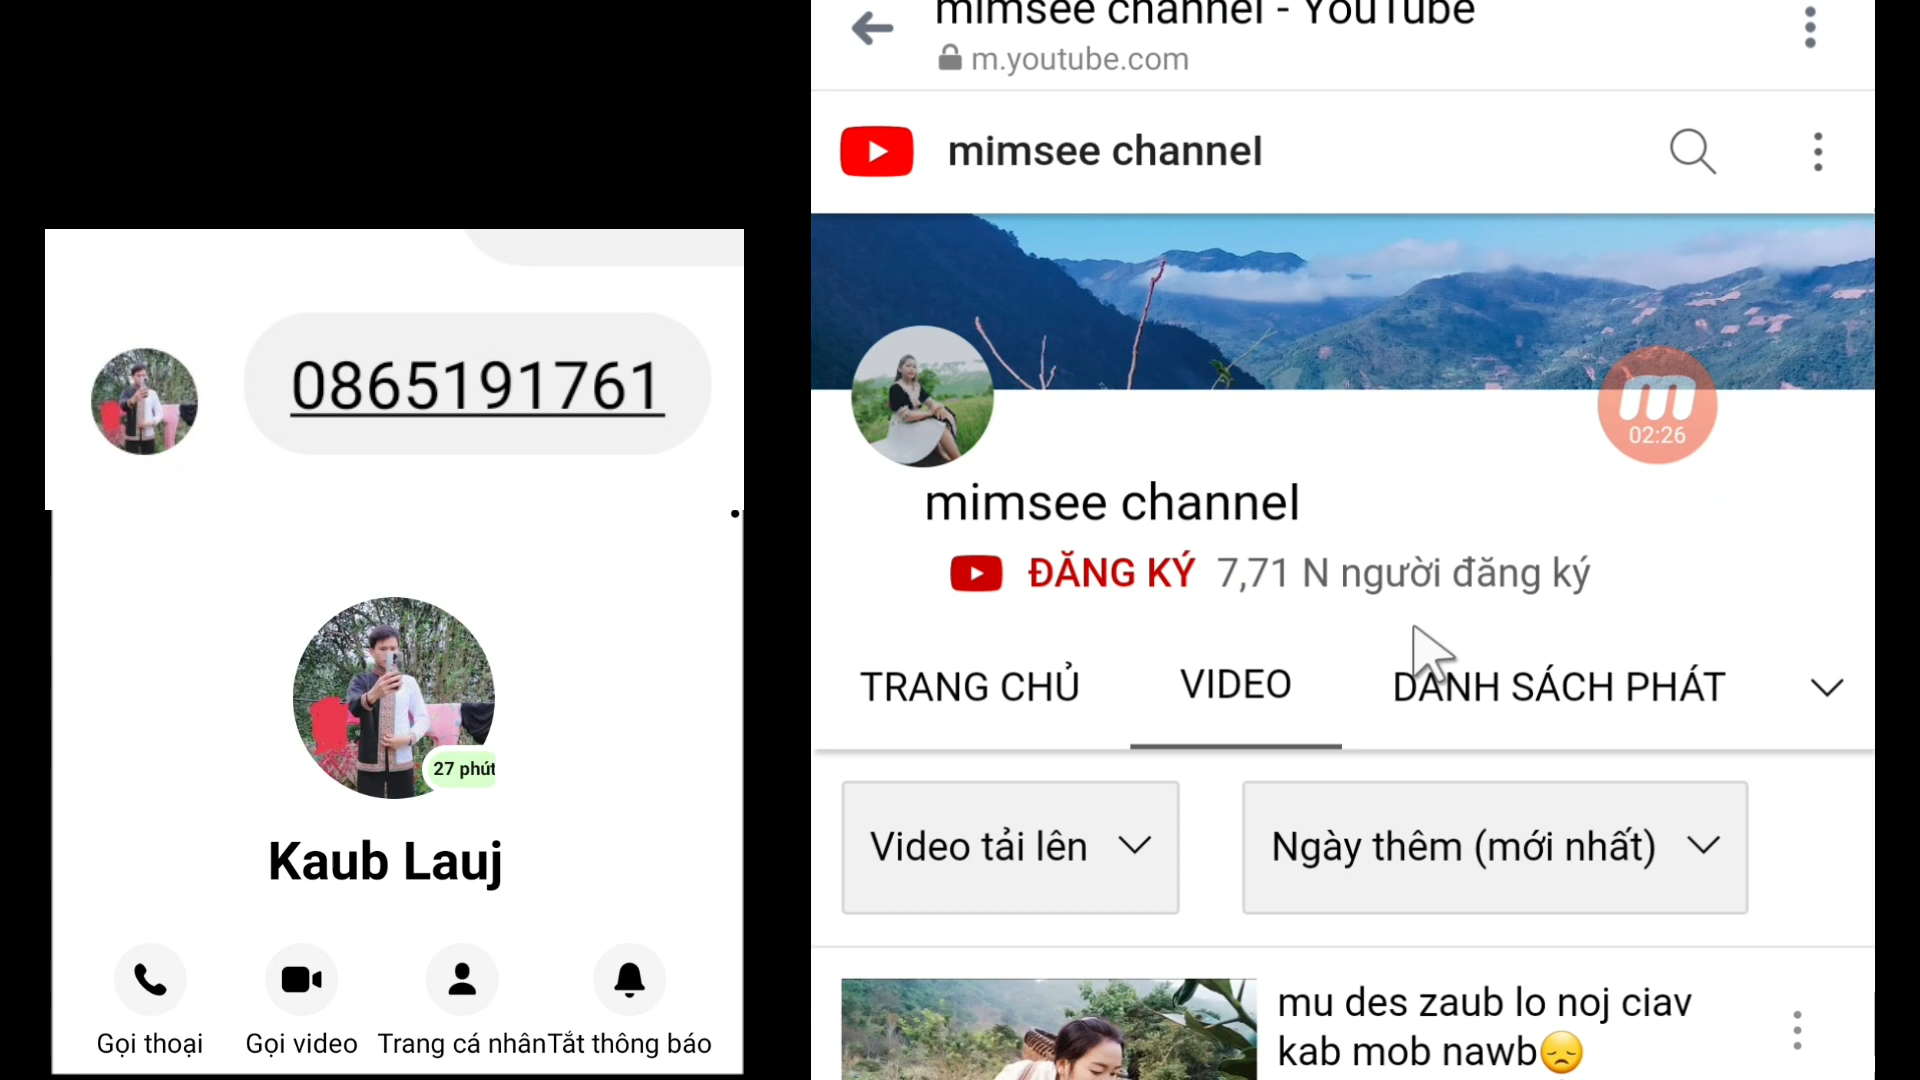 0865191761
27 phút
Kaub Lauj
Gọi thoại
Gọi video
Trang cá nhân
Tắt thông báo
mimsee channel - YouTube
m.youtube.com
mimsee channel
02:26
mimsee channel
ĐĂNG KÝ 7,71 N người đăng ký
TRANG CHỦ
VIDEO
DANH SÁCH PHÁT
Video tải lên
Ngày thêm (mới nhất)
mu des zaub lo noj ciav
kab mob nawb😞